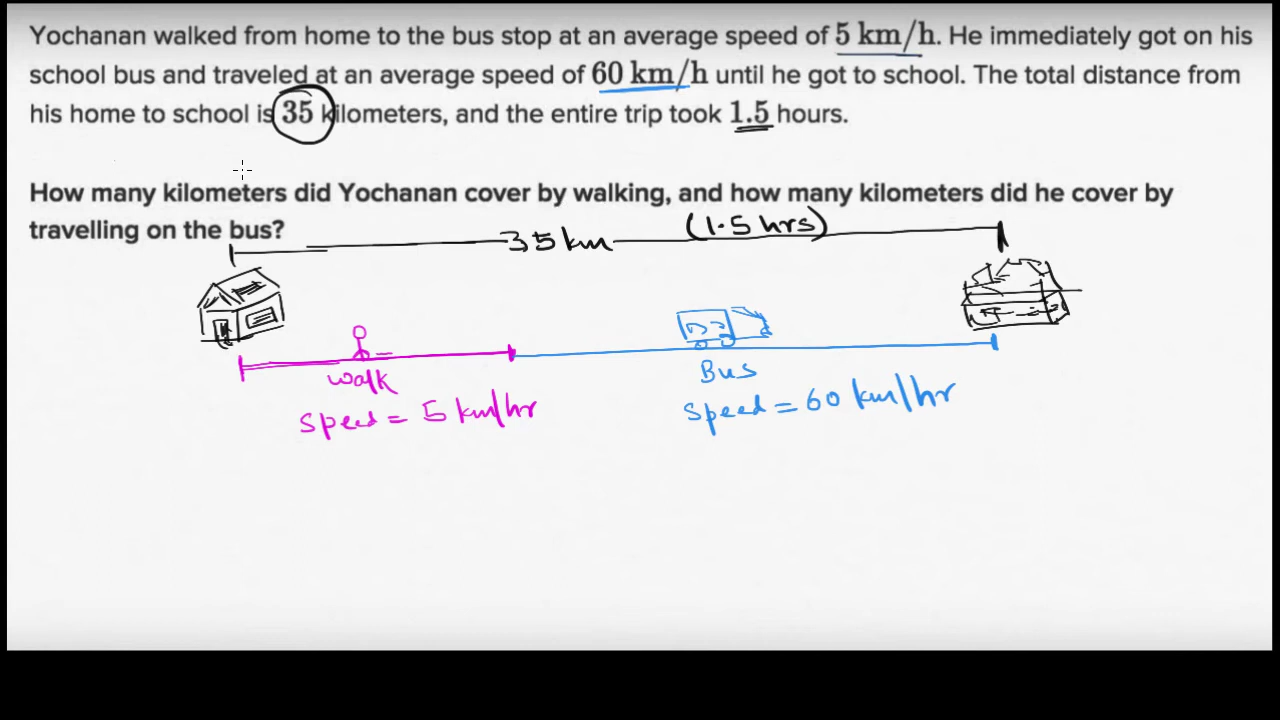 Yochanan walked from home to the bus stop at an average speed of 5 km/h. He immediately got on his
school bus and traveled at an average speed of 60 km/h until he got to school. The total distance from
his home to school is 35 kilometers, and the entire trip took 1.5 hours.
How many kilometers did Yochanan cover by walking, and how many kilometers did he cover by
travelling on the bus?
35 km (1.5 hrs)
walk
Bus
speed = 5 km/hr
speed = 60 km/hr